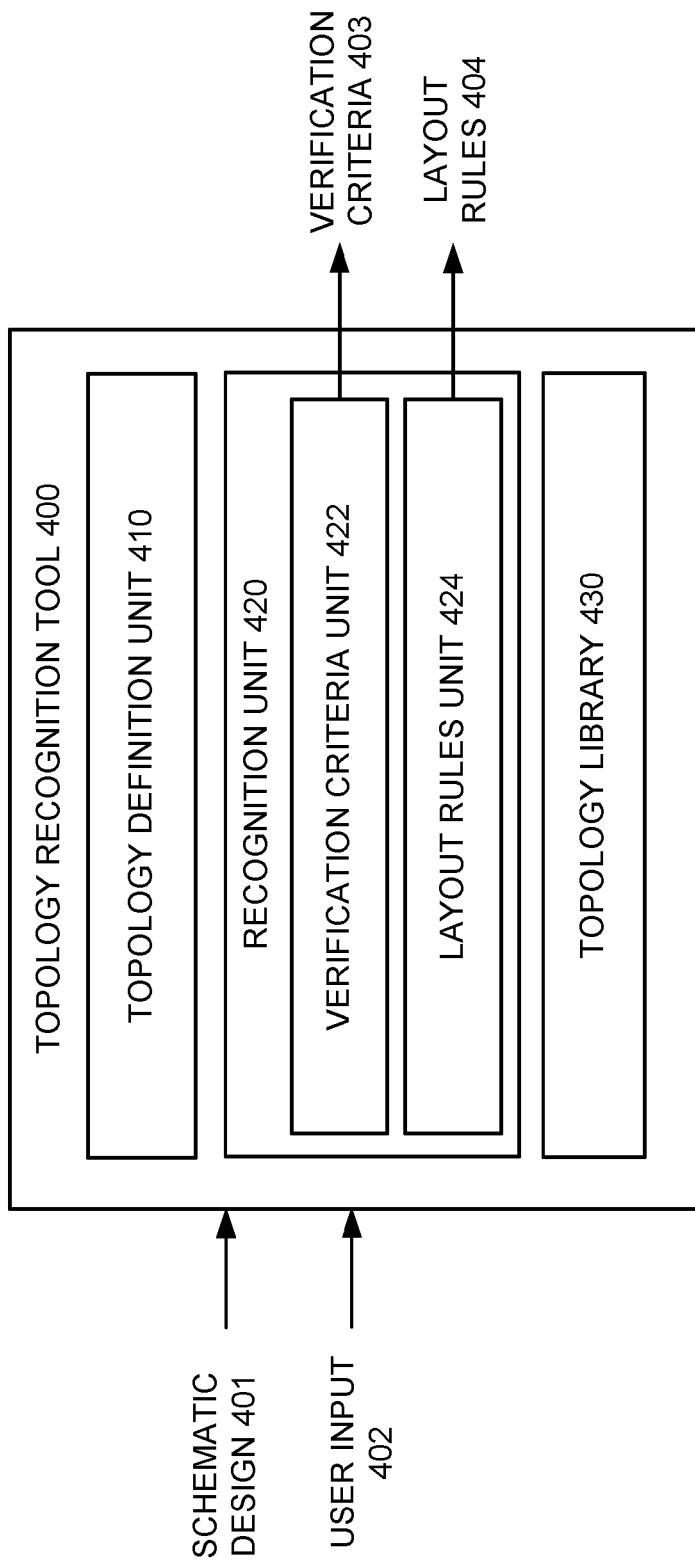 TOPOLOGY RECOGNITION TOOL 400
TOPOLOGY DEFINITION UNIT 410
SCHEMATIC
DESIGN 401
USER INPUT
402
RECOGNITION UNIT 420
VERIFICATION CRITERIA UNIT 422
LAYOUT RULES UNIT 424
TOPOLOGY LIBRARY 430
VERIFICATION
CRITERIA 403
LAYOUT
RULES 404